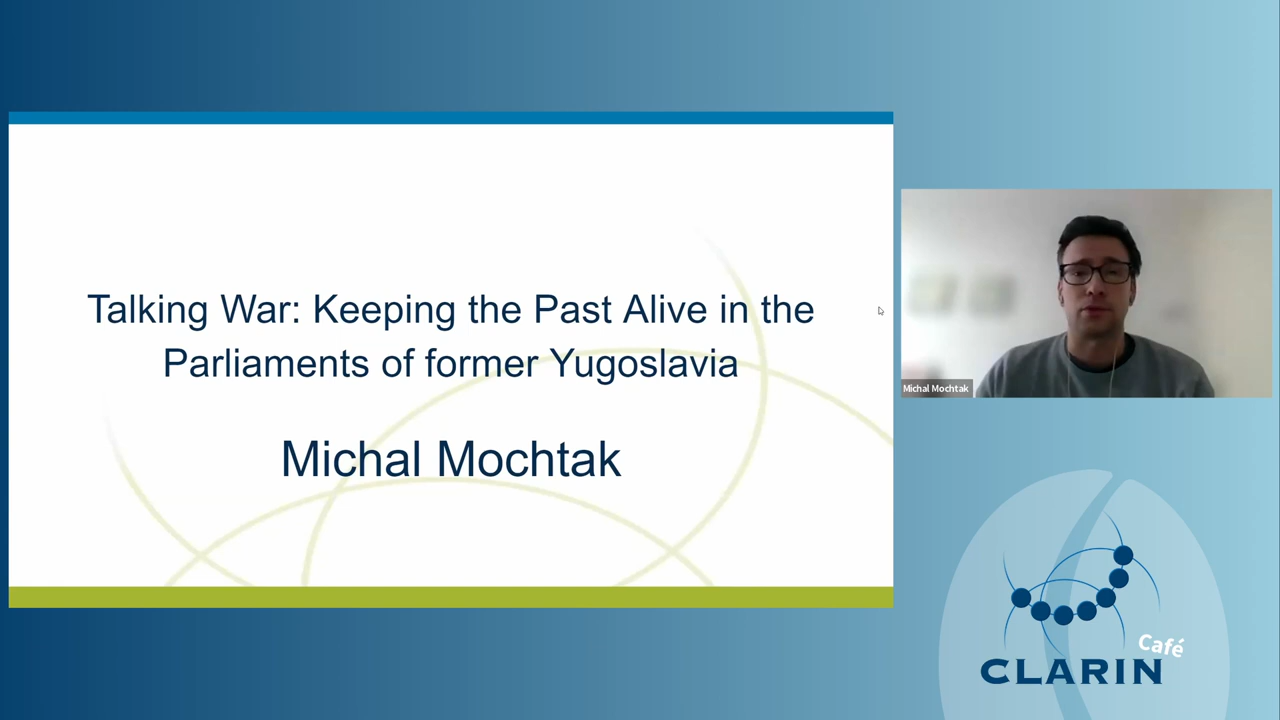 Talking War: Keeping the Past Alive in the
Parliaments of former Yugoslavia
Michal Mochtak
Michal Mochtak
Café
CLARIN